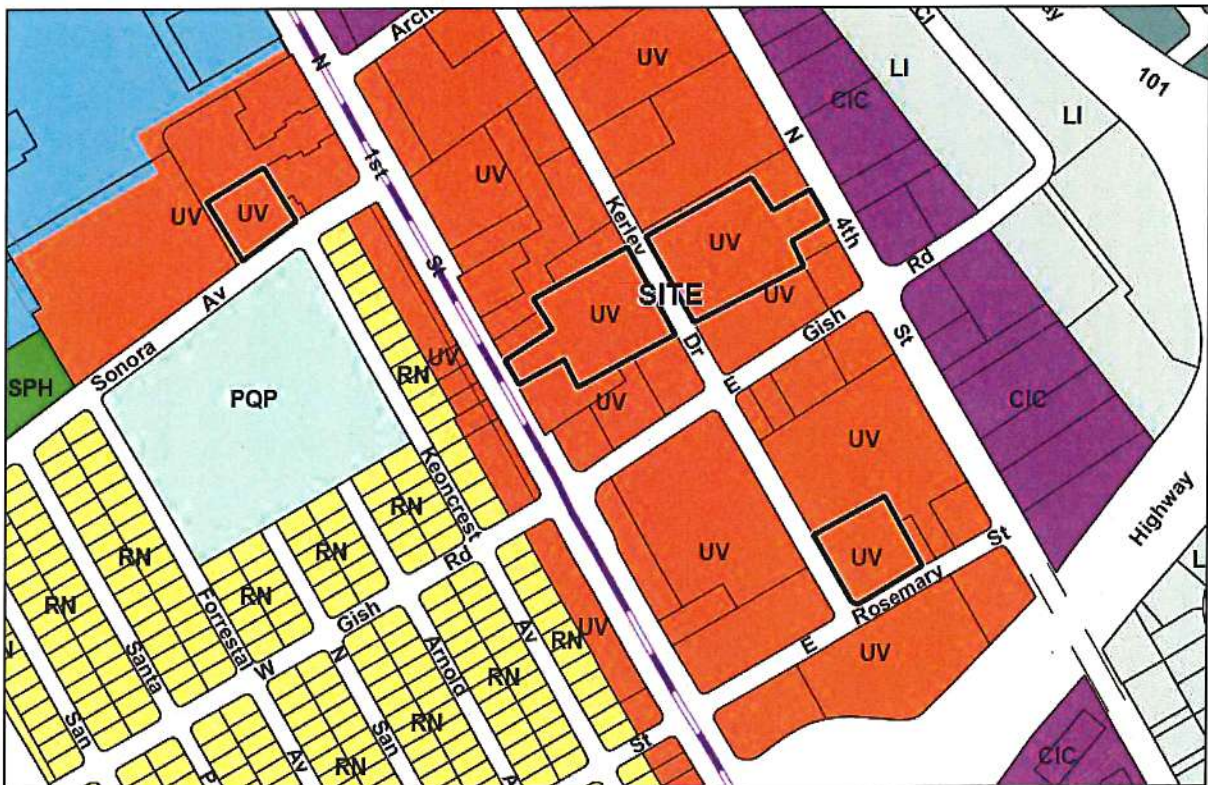 Arch
N
UV
CIC
LI
LI
101
N
1st
UV
UV
UV
Kerley
UV
4th
Rd
SITE
UV
UV
Gish
St
St
Av
UV
Dr
E
SPH
Sonora
PQP
RN
UV
UV
UV
CIC
Keoncrest
Highway
RN
RN
RN
RN
RN
Rd
UV
UV
St
Rosemary
E
UV
Forrestal
Gish
W
N
Arnold
Av
RN
UV
Santa
San
RN
RN
St
CIC
Av
San
RN